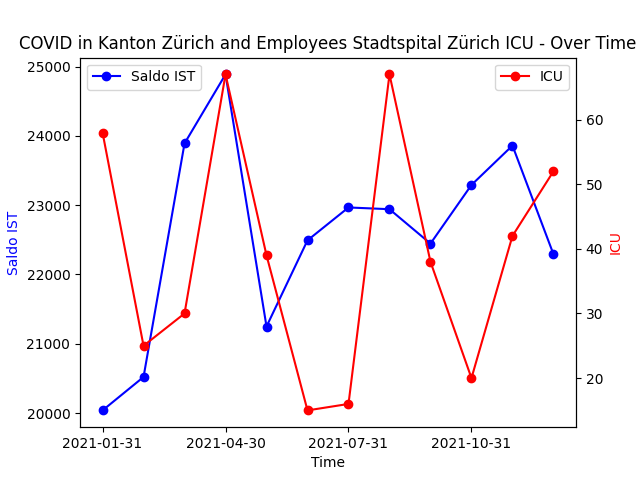 COVID in Kanton Zürich and Employees Stadtspital Zürich ICU - Over Time
Saldo IST
ICU
25000
24000
23000
22000
21000
20000
Saldo IST
60
50
40
30
20
ICU
2021-01-31
2021-04-30
2021-07-31
2021-10-31
Time